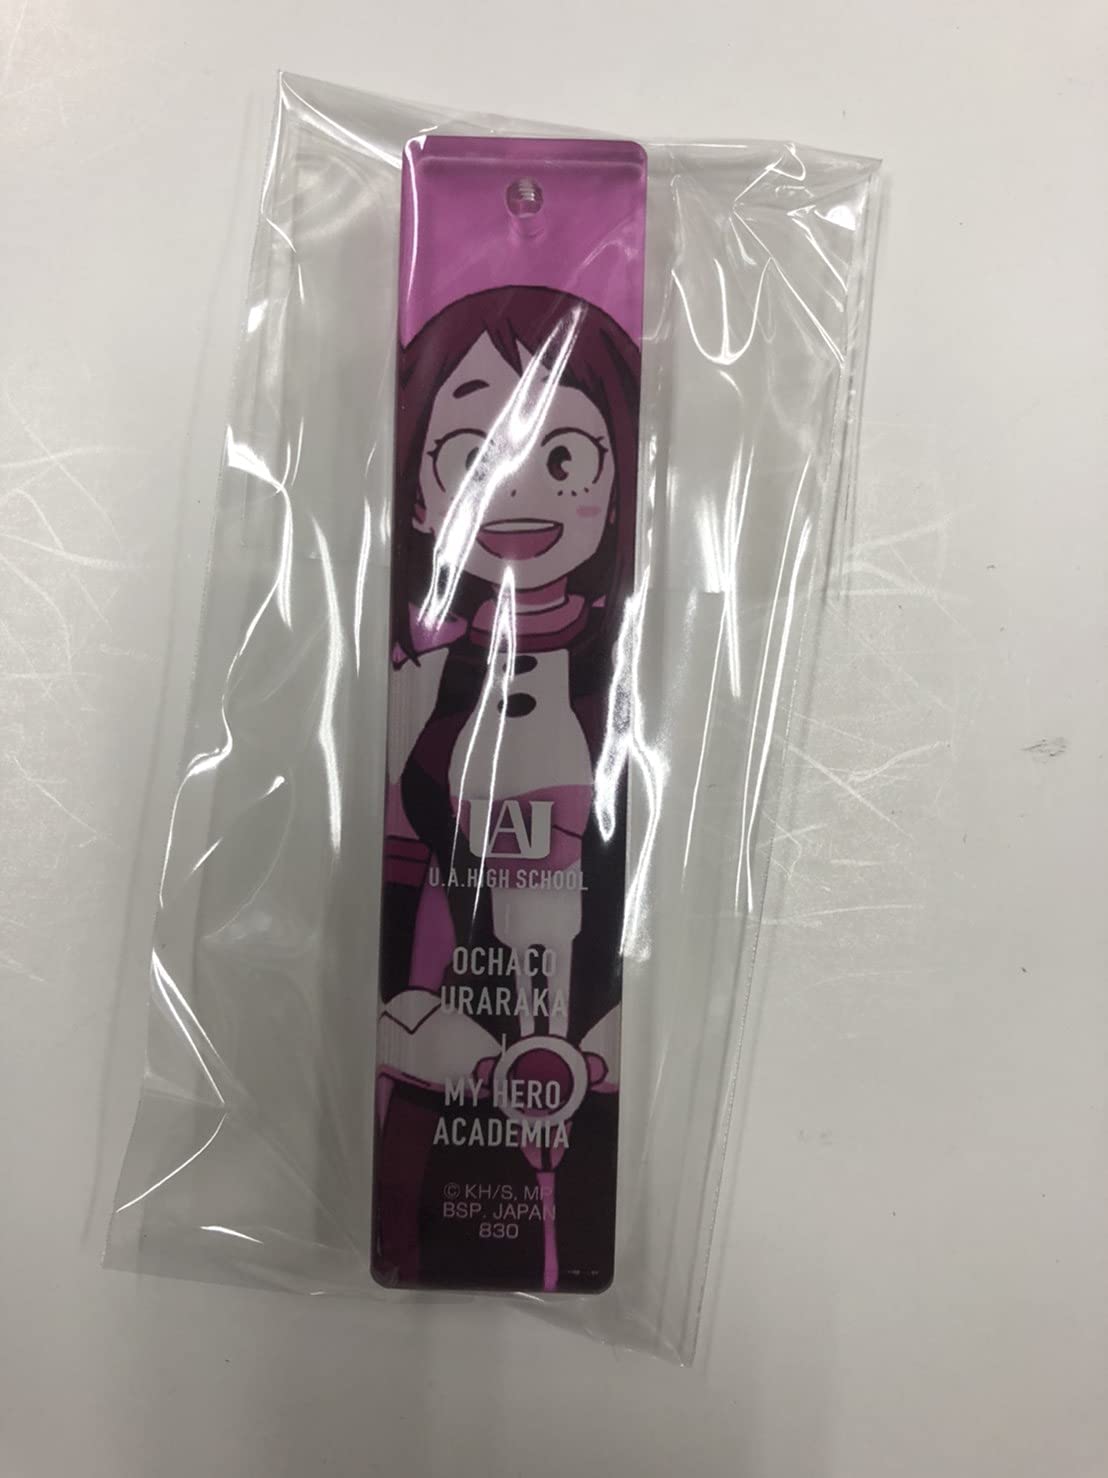 UA
U.A.HIGH SCHOOL
OCHACO
URARAKA
MY HERO
ACADEMIA
© KH/S, MP
BSP. JAPAN
830